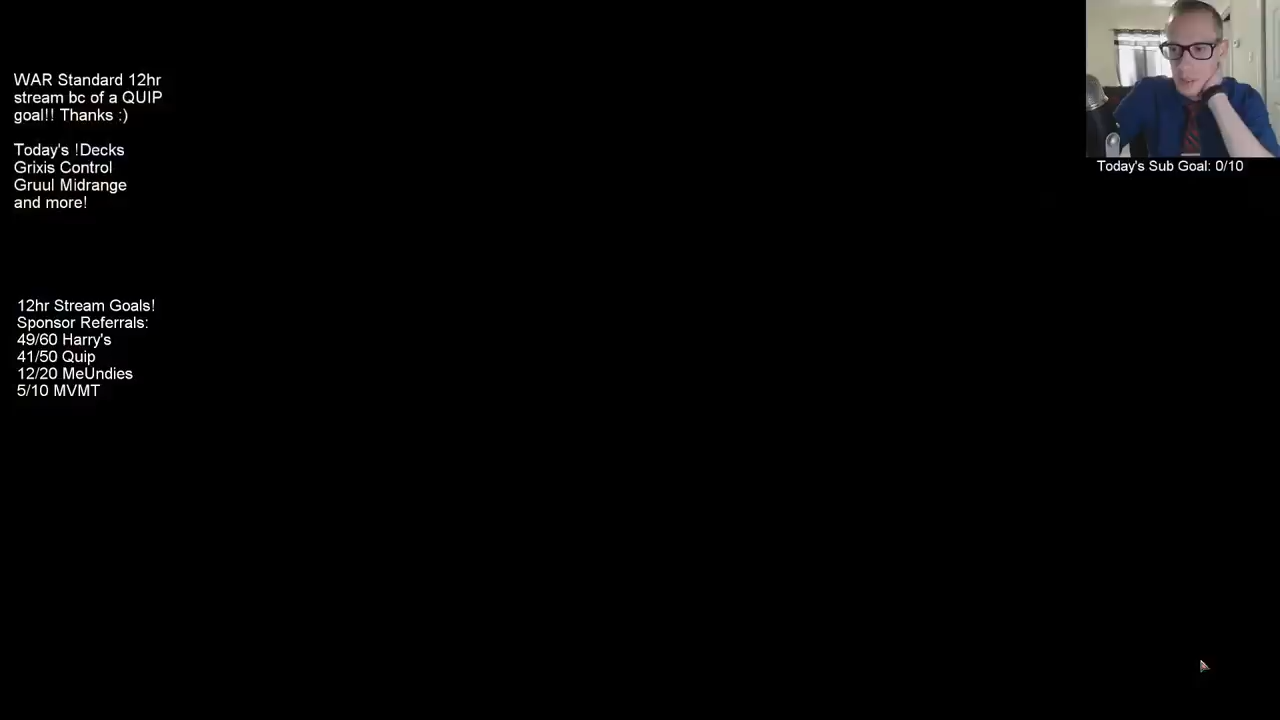 WAR Standard 12hr
stream bc of a QUIP
goal!! Thanks :)
Today's !Decks
Grixis Control
Gruul Midrange
and more!
12hr Stream Goals!
Sponsor Referrals:
49/60 Harry's
41/50 Quip
12/20 MeUndies
5/10 MVMT
Today's Sub Goal: 0/10